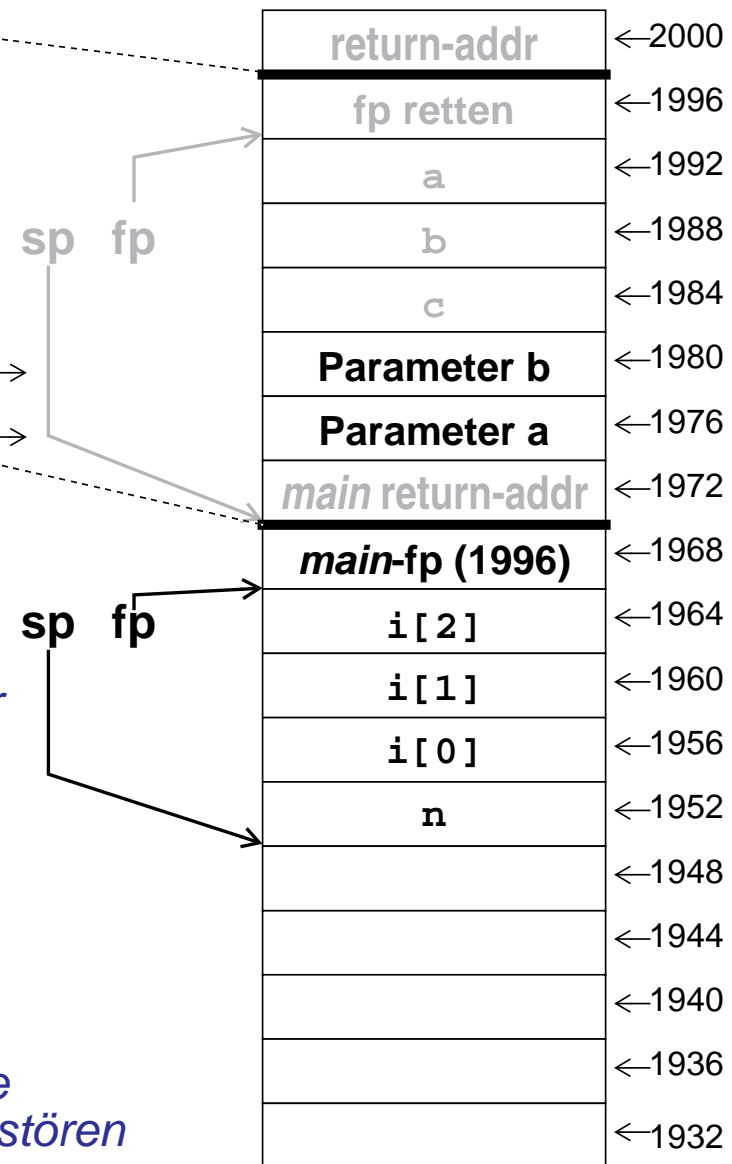 return-addr ←2000
fp retten ←1996
a ←1992
sp fp b ←1988
c ←1984
Parameter b ←1980
Parameter a ←1976
main return-addr ←1972
main-fp (1996) ←1968
sp fp i[2] ←1964
i[1] ←1960
i[0] ←1956
n ←1952
←1948
←1944
←1940
←1936
stören ←1932